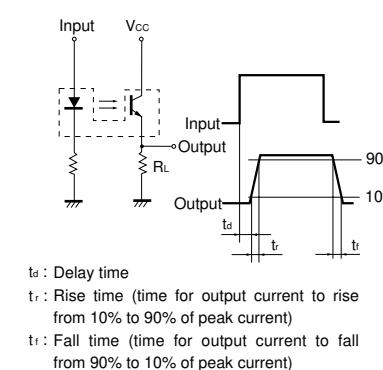 Input
Vcc
Input
Output
RL
90
Output
10
td
tr
tf
td : Delay time
tr : Rise time (time for output current to rise
from 10% to 90% of peak current)
tf : Fall time (time for output current to fall
from 90% to 10% of peak current)